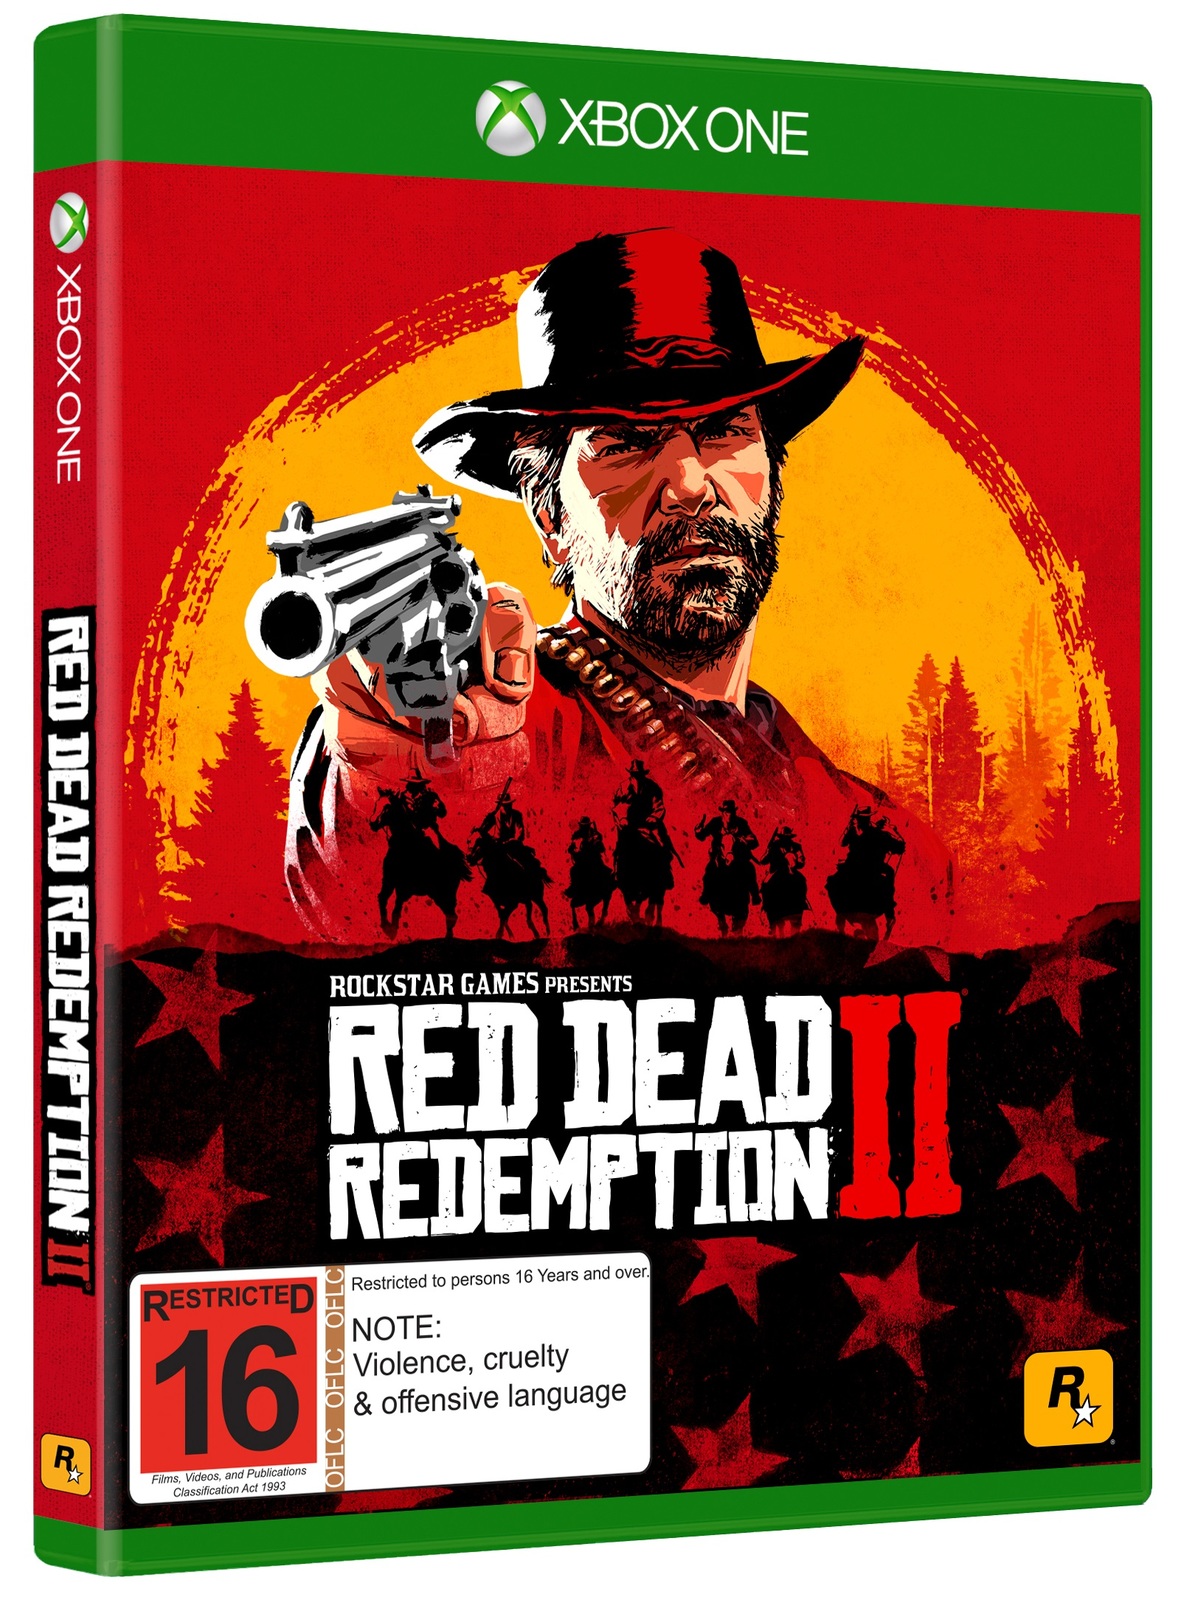 XBOX ONE
XBOX ONE
RED DEAD REDEMPTION II
R
ROCKSTAR GAMES PRESENTS
RED DEAD
REDEMPTION II
RESTRICTED
16
Films, Videos, and Publications
Classification Act 1993
OFLC OFLC OFLC
Restricted to persons 16 Years and over.
NOTE:
Violence, cruelty
& offensive language
R